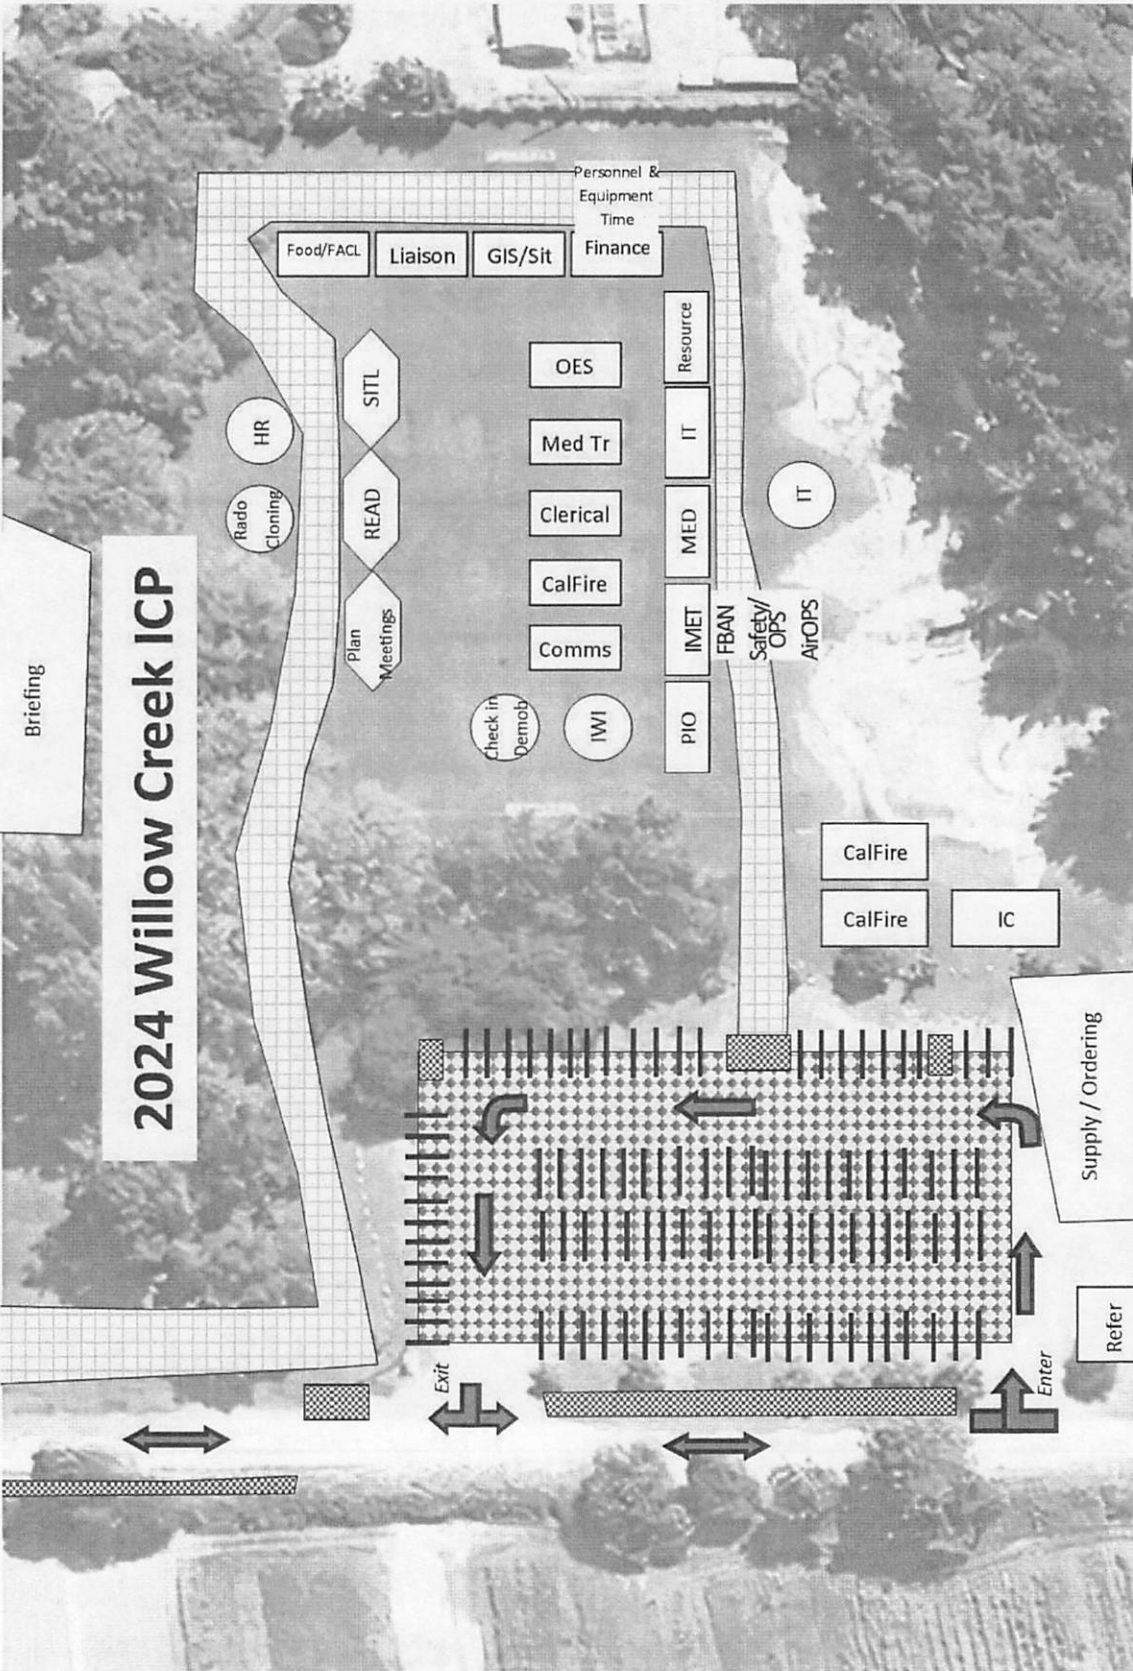 2024 Willow Creek ICP
Briefing
Personnel &
Equipment
Time
Finance
Food/FACL
Liaison
GIS/Sit
HR
Rado
Cloning
SITL
READ
Plan
Meetings
OES
Med Tr
Clerical
CalFire
Comms
Check in
Demob
IWI
Resource
IT
MED
IMET
PIO
FBAN
Safety/
OPS
AirOPS
IT
CalFire
CalFire
IC
Supply / Ordering
Refer
Exit
Enter